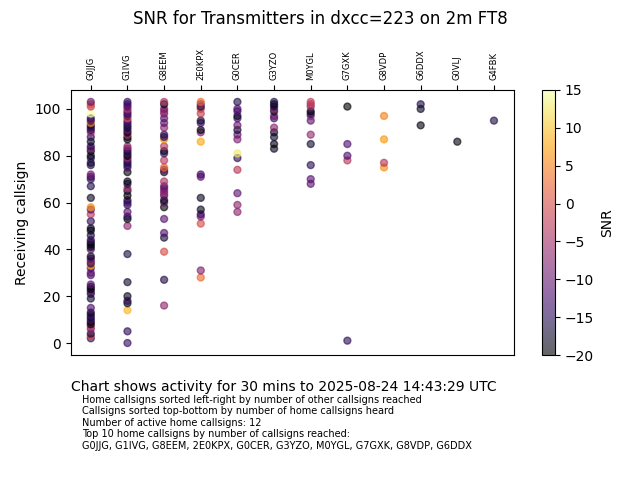 SNR for Transmitters in dxcc=223 on 2m FT8
G0JJG G1IVG G8EEM 2E0KPX G0CER G3YZO M0YGL G7GXK G8VDP G6DDX G0VLJ G4FBK
Receiving callsign
100
80
60
40
20
0
15
10
5
0
−5
−10
−15
−20
SNR
Chart shows activity for 30 mins to 2025-08-24 14:43:29 UTC
Home callsigns sorted left-right by number of other callsigns reached
Callsigns sorted top-bottom by number of home callsigns heard
Number of active home callsigns: 12
Top 10 home callsigns by number of callsigns reached:
G0JJG, G1IVG, G8EEM, 2E0KPX, G0CER, G3YZO, M0YGL, G7GXK, G8VDP, G6DDX